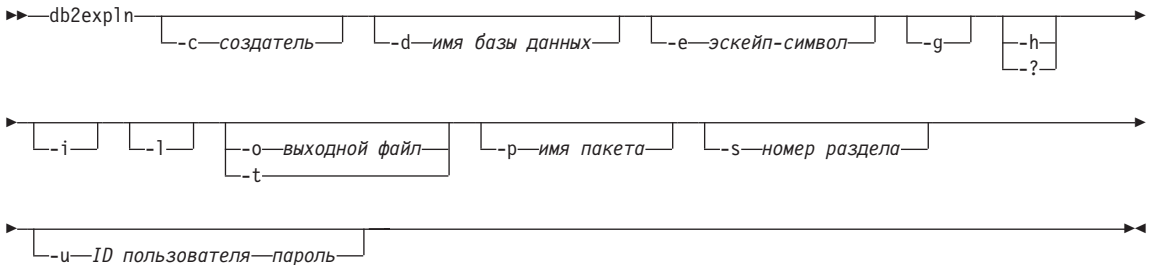 db2expln -c создатель -d имя базы данных -e эскейп-символ -g -h
-?
-i -l -o выходной файл -p имя пакета -s номер раздела
-t
-u ID пользователя пароль